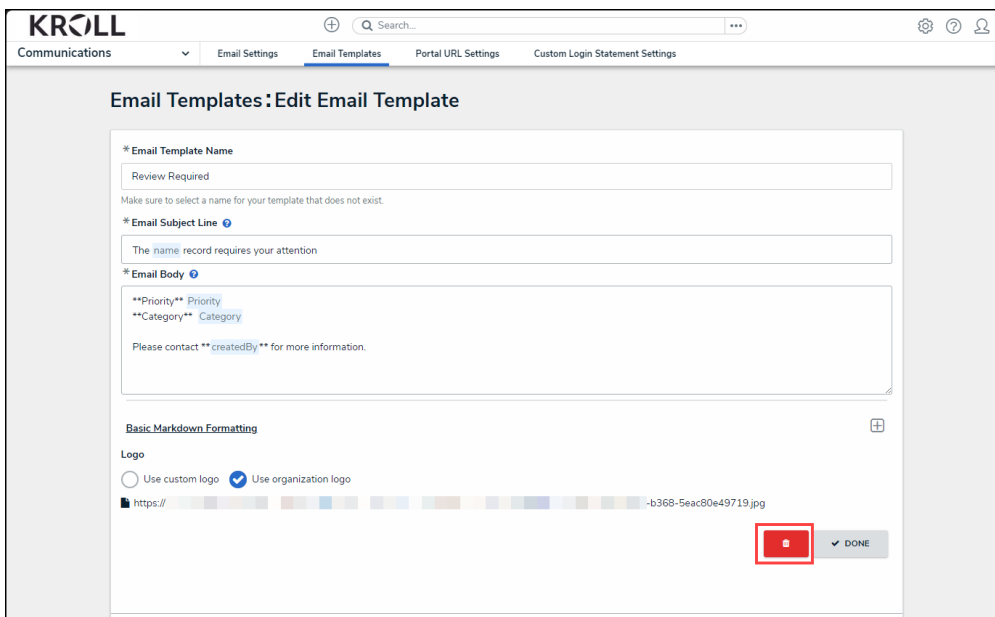 KROLL
Search...
Communications
Email Settings
Email Templates
Portal URL Settings
Custom Login Statement Settings
Email Templates:Edit Email Template
*Email Template Name
Review Required
Make sure to select a name for your template that does not exist.
*Email Subject Line ?
The name record requires your attention
*Email Body ?
**Priority** Priority
**Category** Category
Please contact **createdBy** for more information.
Basic Markdown Formatting
Logo
Use custom logo Use organization logo
https:// -b368-5eac80e49719.jpg
DONE